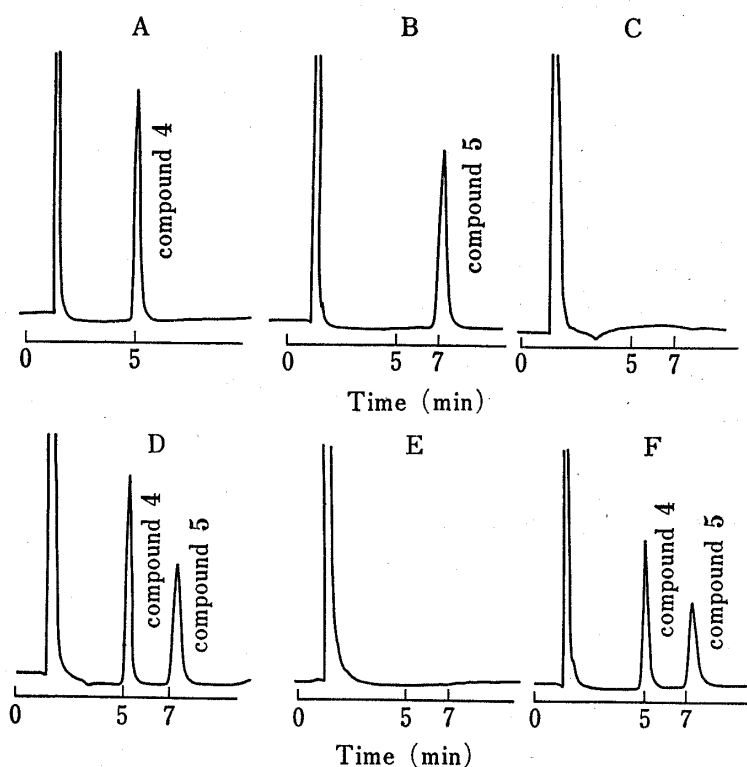 A B C
compound 4
compound 5
0 5
0 5 7
0 5 7
Time (min)
D E F
compound 4
compound 5
compound 4
compound 5
0 5 7
0 5 7
0 5 7
Time (min)